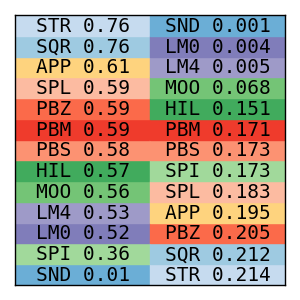 STR 0.76 SND 0.001
SQR 0.76 LM0 0.004
APP 0.61 LM4 0.005
SPL 0.59 MOO 0.068
PBZ 0.59 HIL 0.151
PBM 0.59 PBM 0.171
PBS 0.58 PBS 0.173
HIL 0.57 SPI 0.173
MOO 0.56 SPL 0.183
LM4 0.53 APP 0.195
LM0 0.52 PBZ 0.205
SPI 0.36 SQR 0.212
SND 0.01 STR 0.214